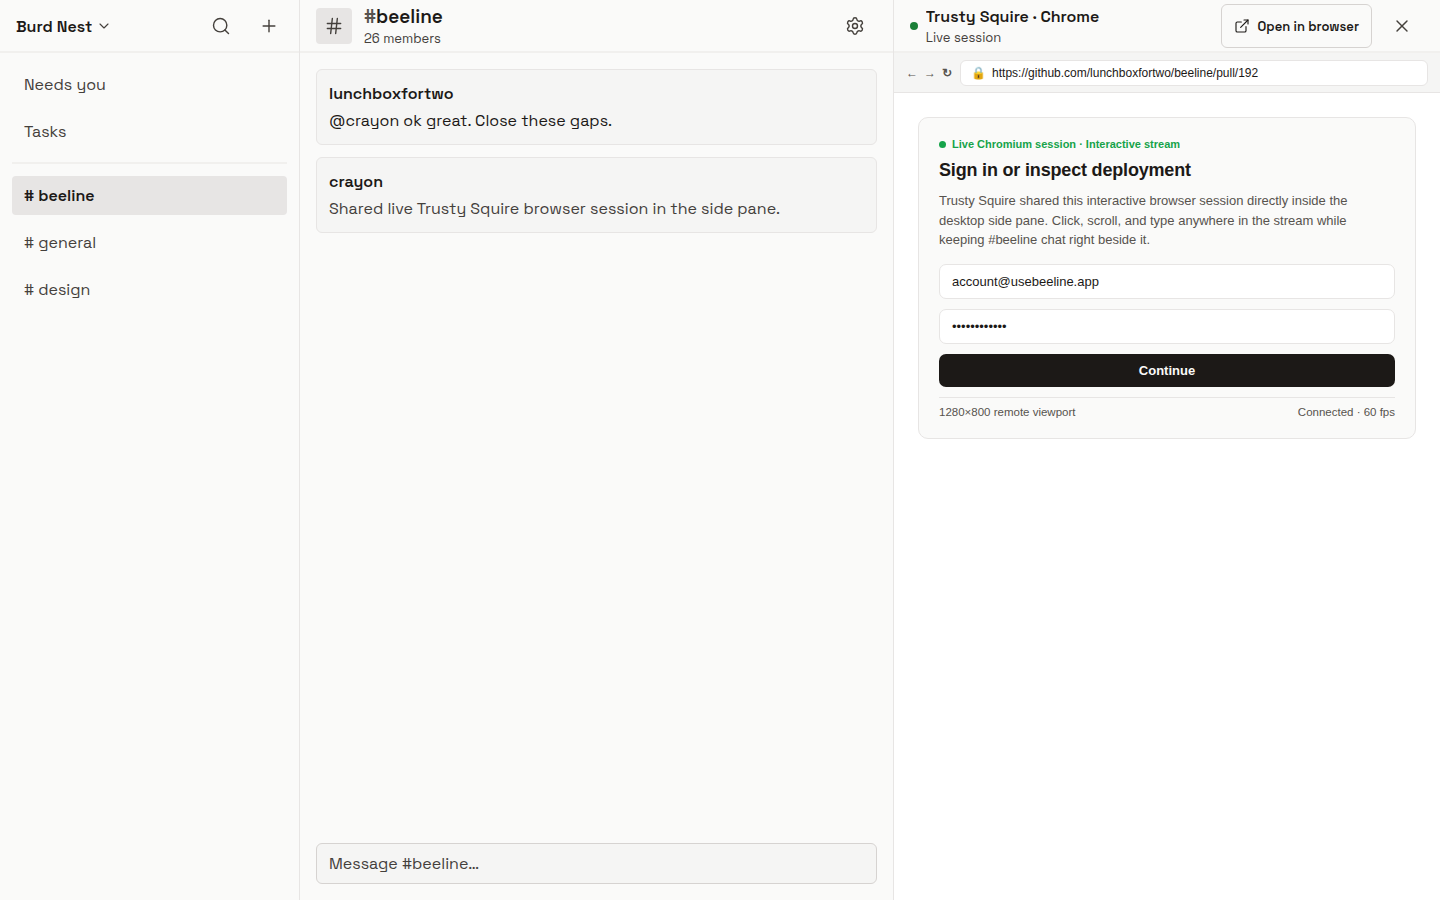 Burd Nest
Needs you
Tasks
# beeline
# general
# design
#beeline
26 members
lunchboxfortwo
@crayon ok great. Close these gaps.
crayon
Shared live Trusty Squire browser session in the side pane.
Message #beeline…
Trusty Squire · Chrome
Live session
Open in browser
https://github.com/lunchboxfortwo/beeline/pull/192
Live Chromium session · Interactive stream
Sign in or inspect deployment
Trusty Squire shared this interactive browser session directly inside the
desktop side pane. Click, scroll, and type anywhere in the stream while
keeping #beeline chat right beside it.
account@usebeeline.app
••••••••••••
Continue
1280×800 remote viewport
Connected · 60 fps